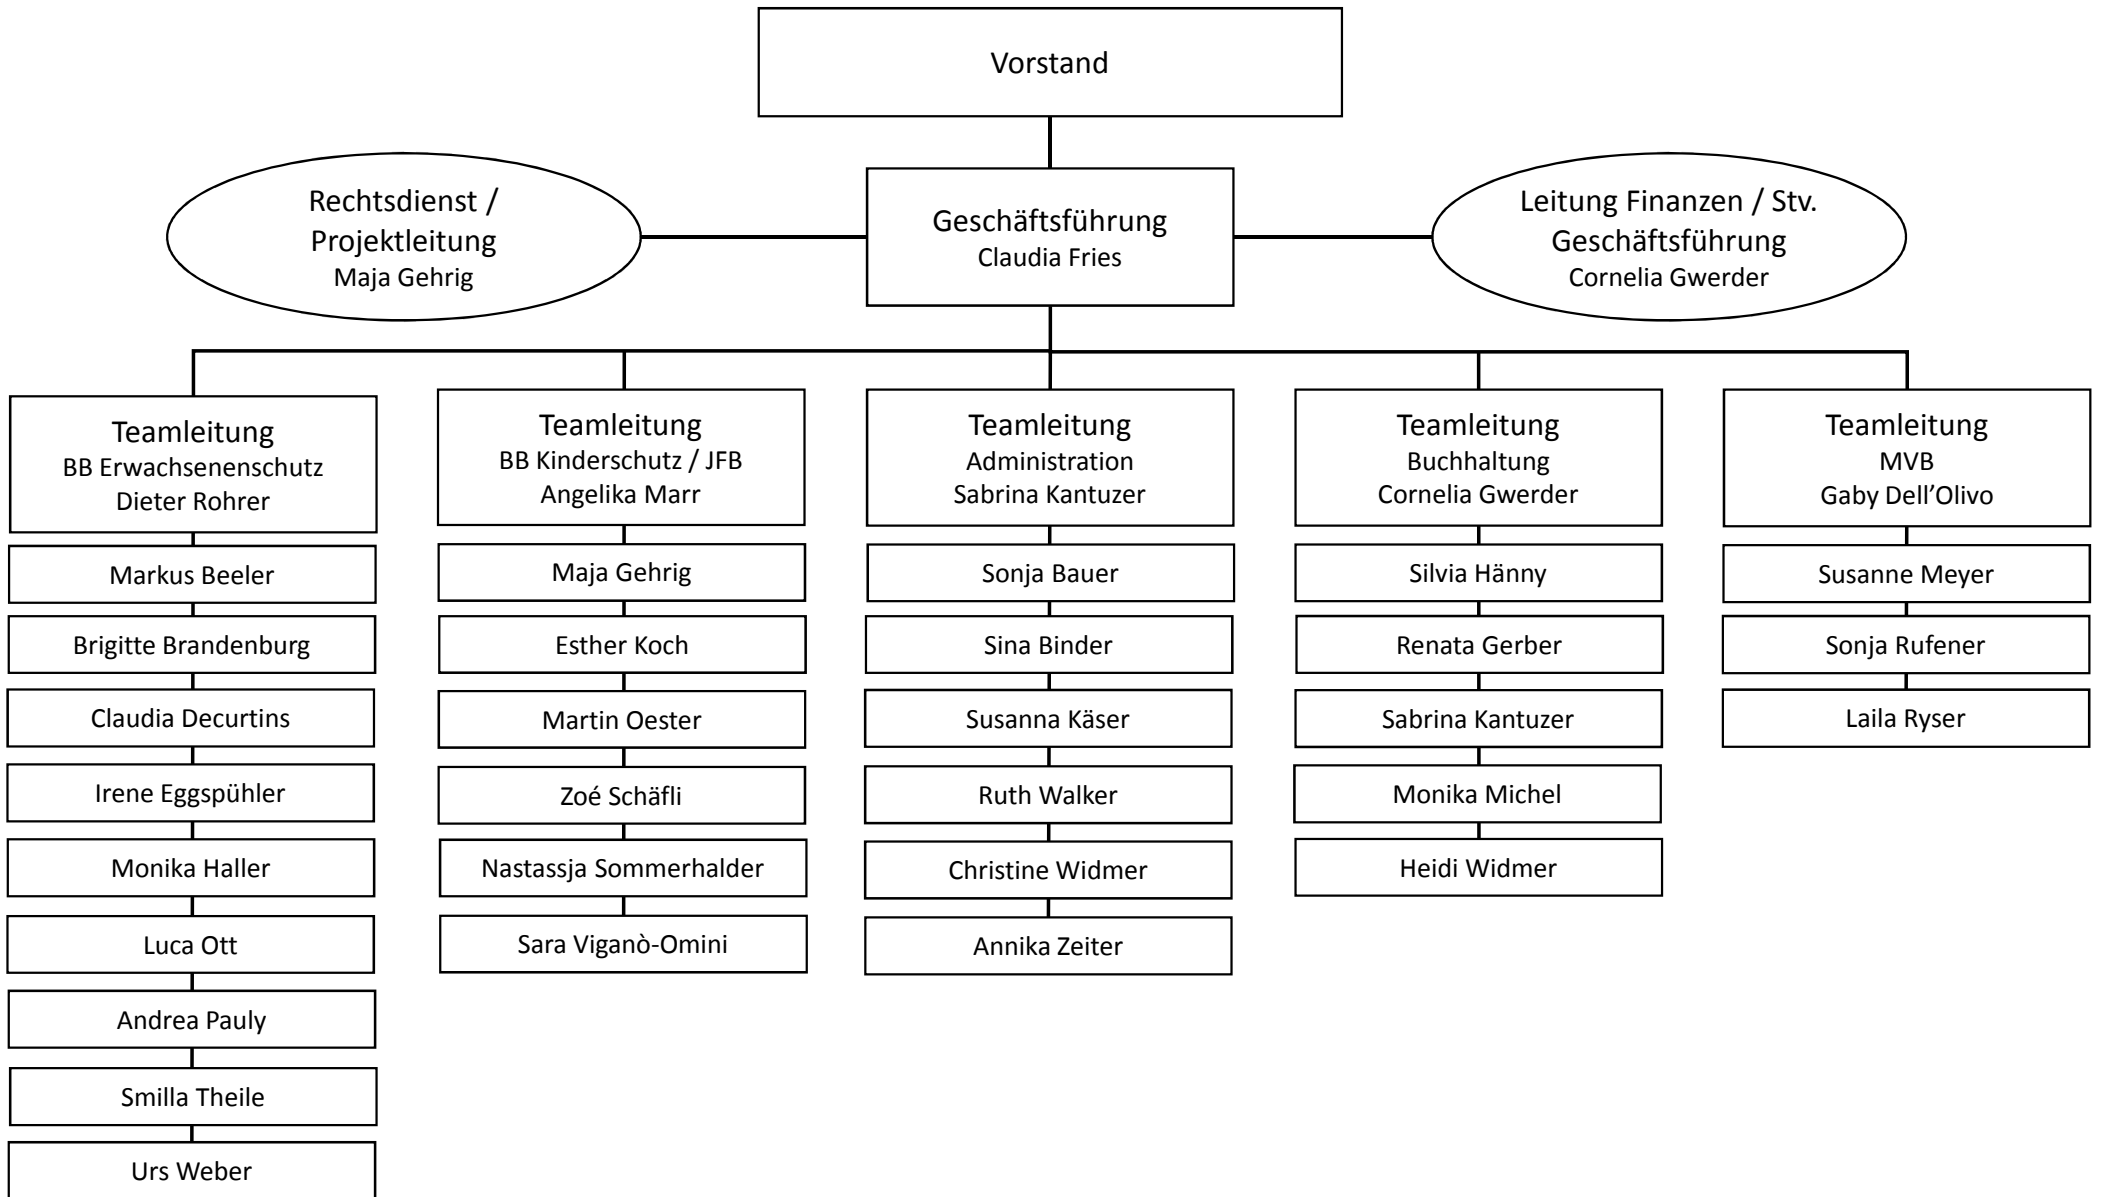 Vorstand
Rechtsdienst /
Projektleitung
Maja Gehrig
Geschäftsführung
Claudia Fries
Leitung Finanzen / Stv.
Geschäftsführung
Cornelia Gwerder
Teamleitung
BB Erwachsenenschutz
Dieter Rohrer
Markus Beeler
Brigitte Brandenburg
Claudia Decurtins
Irene Eggspühler
Monika Haller
Luca Ott
Andrea Pauly
Smilla Theile
Urs Weber
Teamleitung
BB Kinderschutz / JFB
Angelika Marr
Maja Gehrig
Esther Koch
Martin Oester
Zoé Schäfli
Nastassja Sommerhalder
Sara Viganò-Omini
Teamleitung
Administration
Sabrina Kantuzer
Sonja Bauer
Sina Binder
Susanna Käser
Ruth Walker
Christine Widmer
Annika Zeiter
Teamleitung
Buchhaltung
Cornelia Gwerder
Silvia Hänny
Renata Gerber
Sabrina Kantuzer
Monika Michel
Heidi Widmer
Teamleitung
MVB
Gaby Dell’Olivo
Susanne Meyer
Sonja Rufener
Laila Ryser